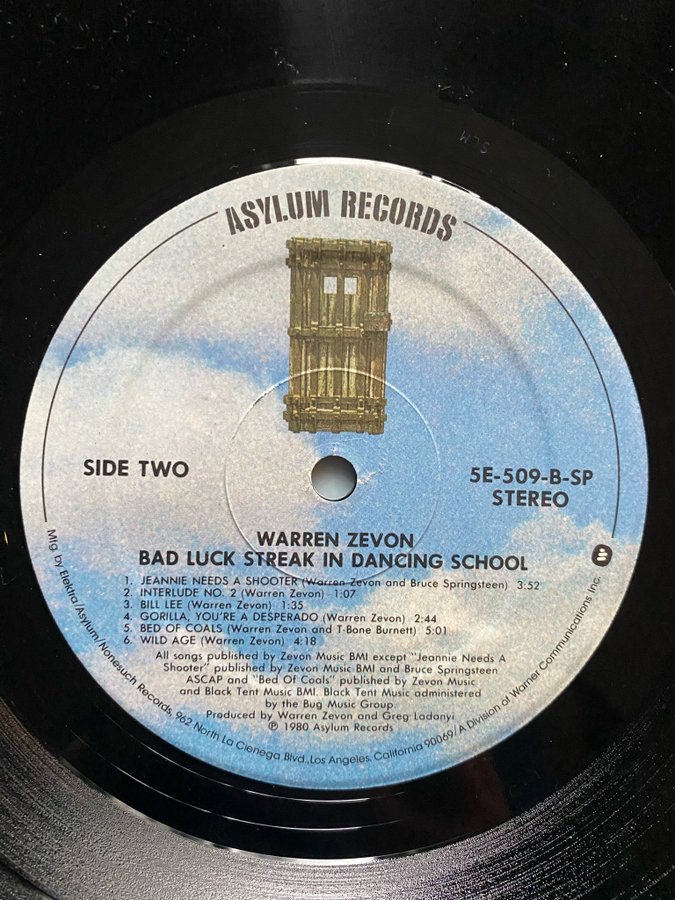 SLM
ASYLUM RECORDS
SIDE TWO
5E-509-B-SP
STEREO
WARREN ZEVON
BAD LUCK STREAK IN DANCING SCHOOL
1. JEANNIE NEEDS A SHOOTER (Warren Zevon and Bruce Springsteen) 3:52
2. INTERLUDE NO. 2 (Warren Zevon) 1:07
3. BILL LEE (Warren Zevon) 1:35
4. GORILLA, YOU'RE A DESPERADO (Warren Zevon) 2:44
5. BED OF COALS (Warren Zevon and T-Bone Burnett) 5:01
6. WILD AGE (Warren Zevon) 4:18
All songs published by Zevon Music BMI except "Jeannie Needs A
Shooter" published by Zevon Music BMI and Bruce Springsteen
ASCAP and "Bed Of Coals" published by Zevon Music
and Black Tent Music BMI. Black Tent Music administered
by the Bug Music Group.
Produced by Warren Zevon and Greg Ladanyi
℗ 1980 Asylum Records
Mfg. by Elektra/Asylum/Nonesuch Records, 962 North La Cienega Blvd., Los Angeles, California 90069/A Division of Warner Communications Inc.